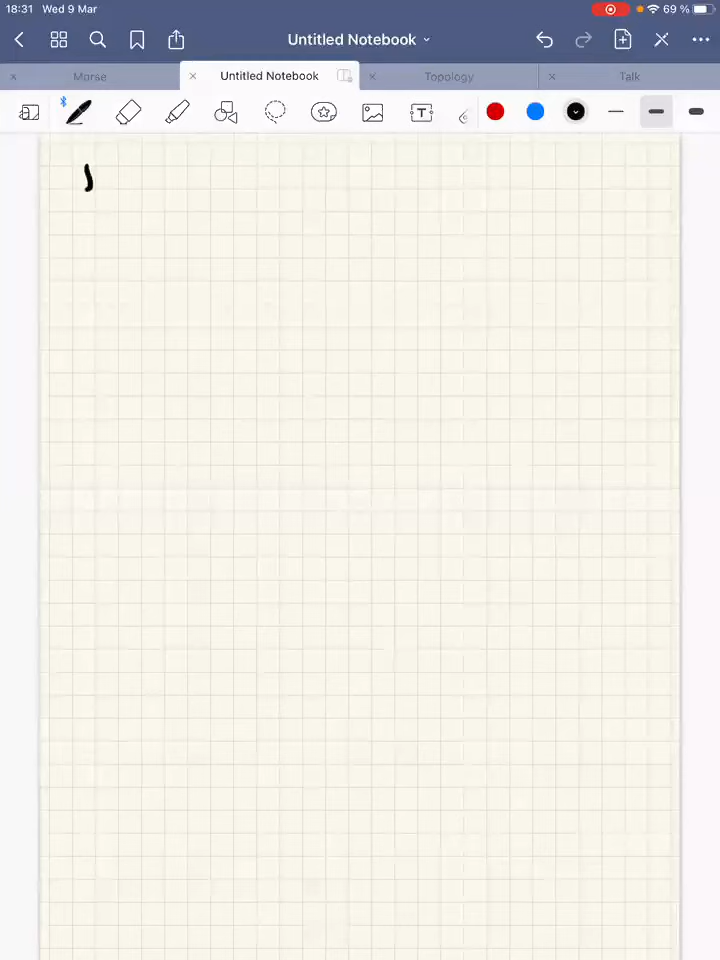 18:31 Wed 9 Mar 69 %
Untitled Notebook
Morse Untitled Notebook Topology Talk
T